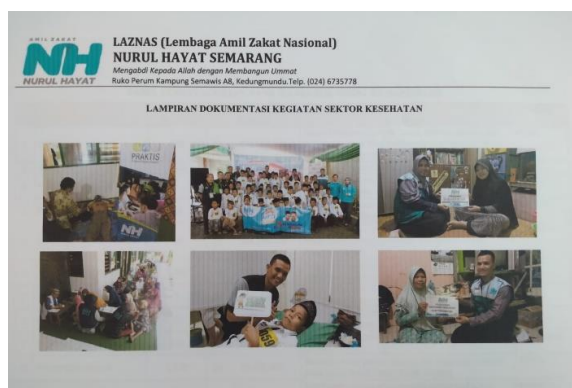 AMIL ZAKAT
NH
NURUL HAYAT
LAZNAS (Lembaga Amil Zakat Nasional)
NURUL HAYAT SEMARANG
Mengabdi Kepada Allah dengan Membangun Ummat
Ruko Perum Kampung Semawis A8, Kedungmundu.Telp. (024) 6735778
LAMPIRAN DOKUMENTASI KEGIATAN SEKTOR KESEHATAN
PHAKTIS
NH